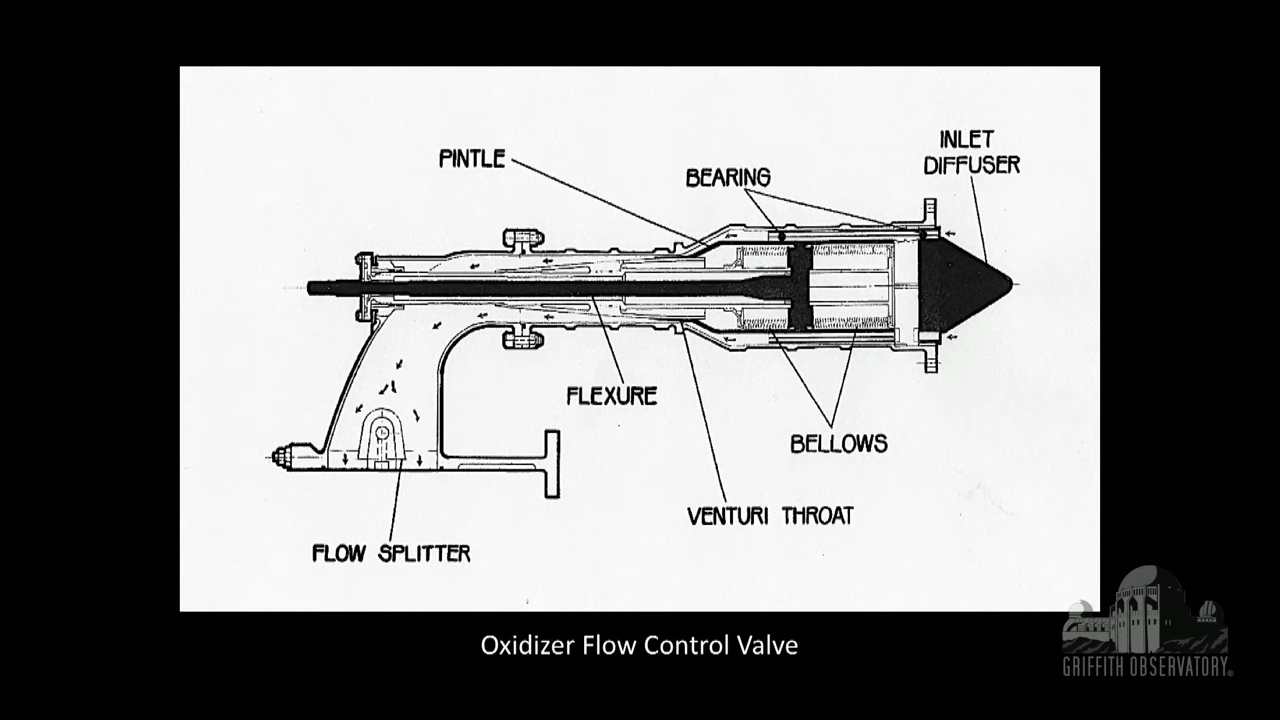 INLET
DIFFUSER
PINTLE
BEARING
FLEXURE
BELLOWS
VENTURI THROAT
FLOW SPLITTER
Oxidizer Flow Control Valve
GRIFFITH OBSERVATORY®